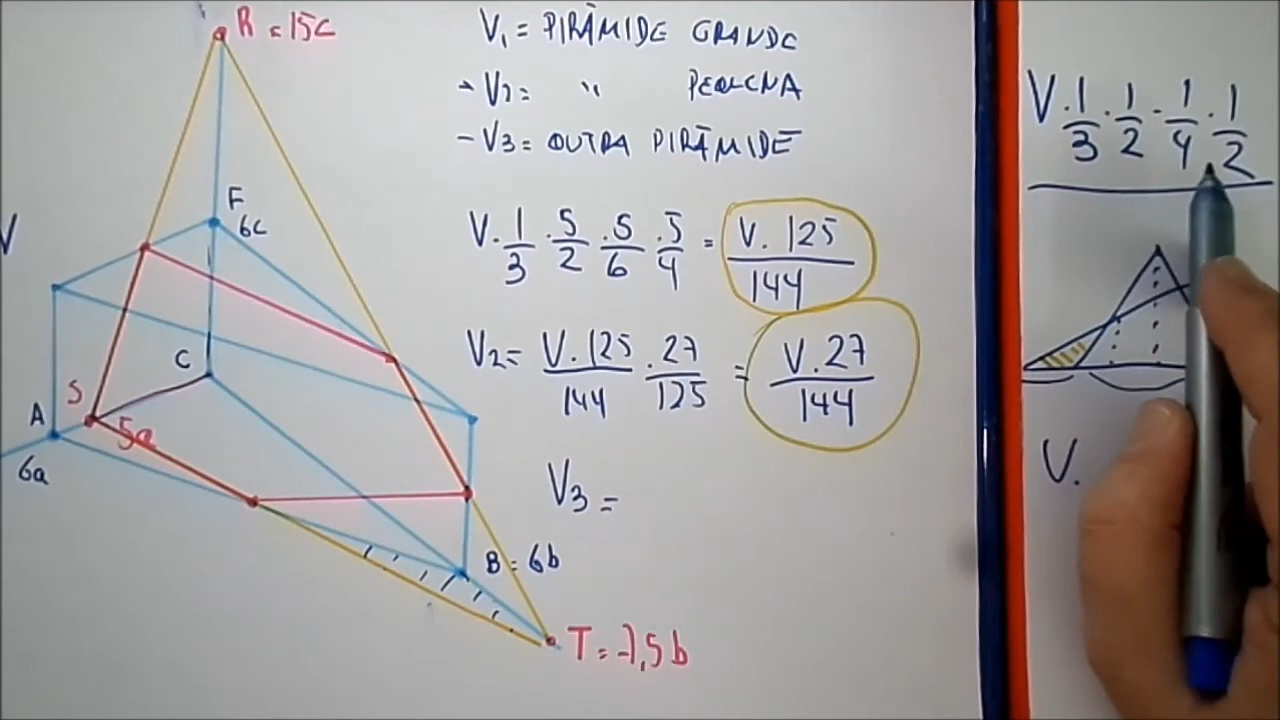 R = 15c
V₁ = PIRÂMIDE GRANDE
- V₂ = " PEQUENA
- V₃ = OUTRA PIRÂMIDE
V · 1/3 · 5/2 · 5/6 · 5/4 = V. 125/144
V₂ = V. 125/144 · 27/125 = V. 27/144
V₃ =
F
6c
V
C
S
A
5a
6a
B = 6b
T = 7,5b
V · 1/3 · 1/2 · 1/4 · 1/2
V.